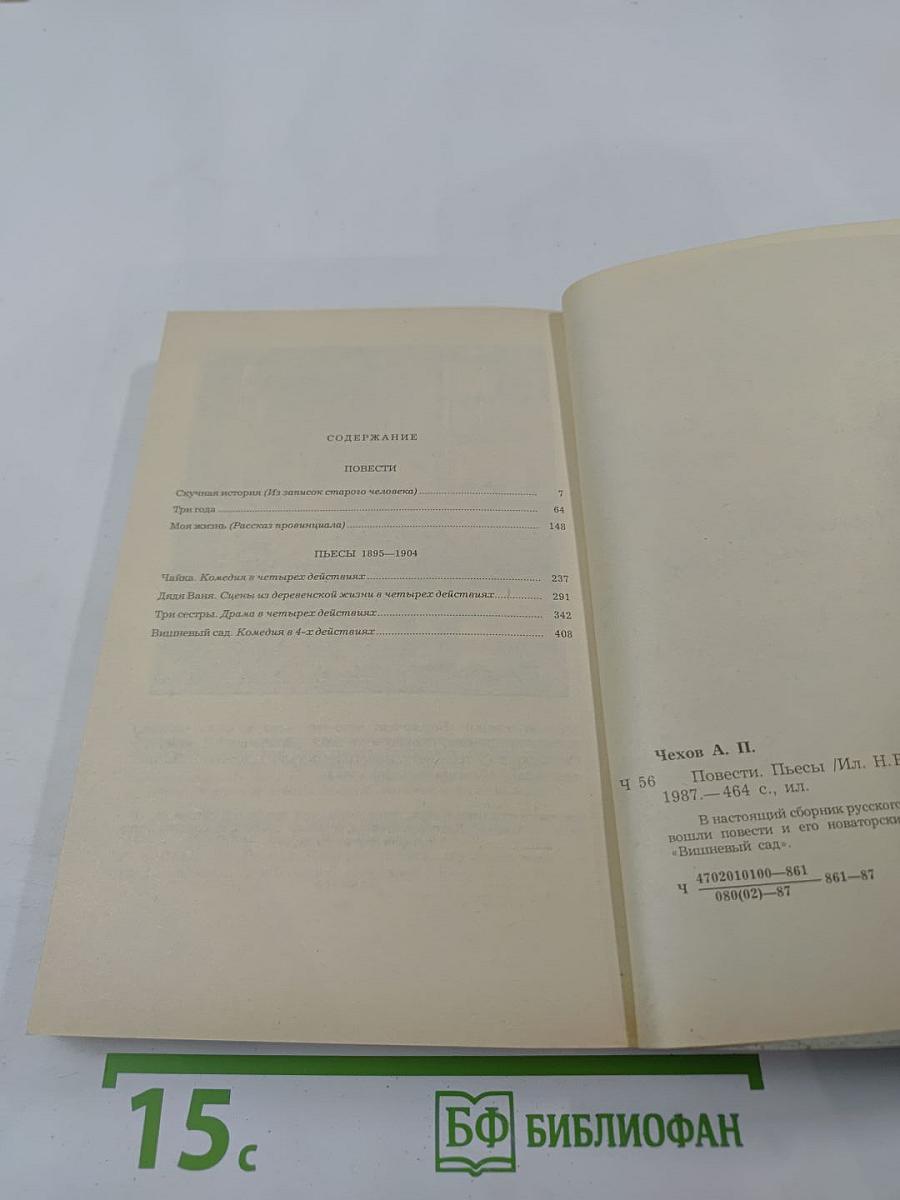 СОДЕРЖАНИЕ
ПОВЕСТИ
Скучная история (Из записок старого человека) 7
Три года 64
Моя жизнь (Рассказ провинциала) 148
ПЬЕСЫ 1895—1904
Чайка. Комедия в четырех действиях 237
Дядя Ваня. Сцены из деревенской жизни в четырех действиях 291
Три сестры. Драма в четырех действиях 342
Вишневый сад. Комедия в 4-х действиях 408
Чехов А. П.
Ч 56 Повести. Пьесы /Ил. Н.
1987.—464 с., ил.
В настоящий сборник русского
вошли повести и его новаторски
«Вишневый сад».
Ч 4702010100—861
080(02)—87 —861—87
15 с
БФ БИБЛИОФАН